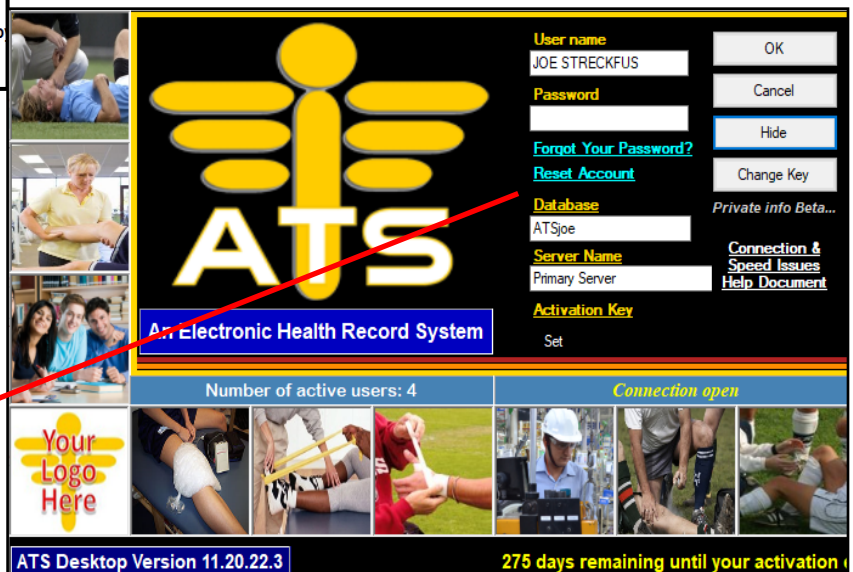 User name
JOE STRECKFUS
Password
Forgot Your Password?
Reset Account
Database
ATSjoe
Server Name
Primary Server
Activation Key
Set
OK
Cancel
Hide
Change Key
Private info Beta...
Connection &
Speed Issues
Help Document
ATS
An Electronic Health Record System
Number of active users: 4
Connection open
Your
Logo
Here
ATS Desktop Version 11.20.22.3
275 days remaining until your activation